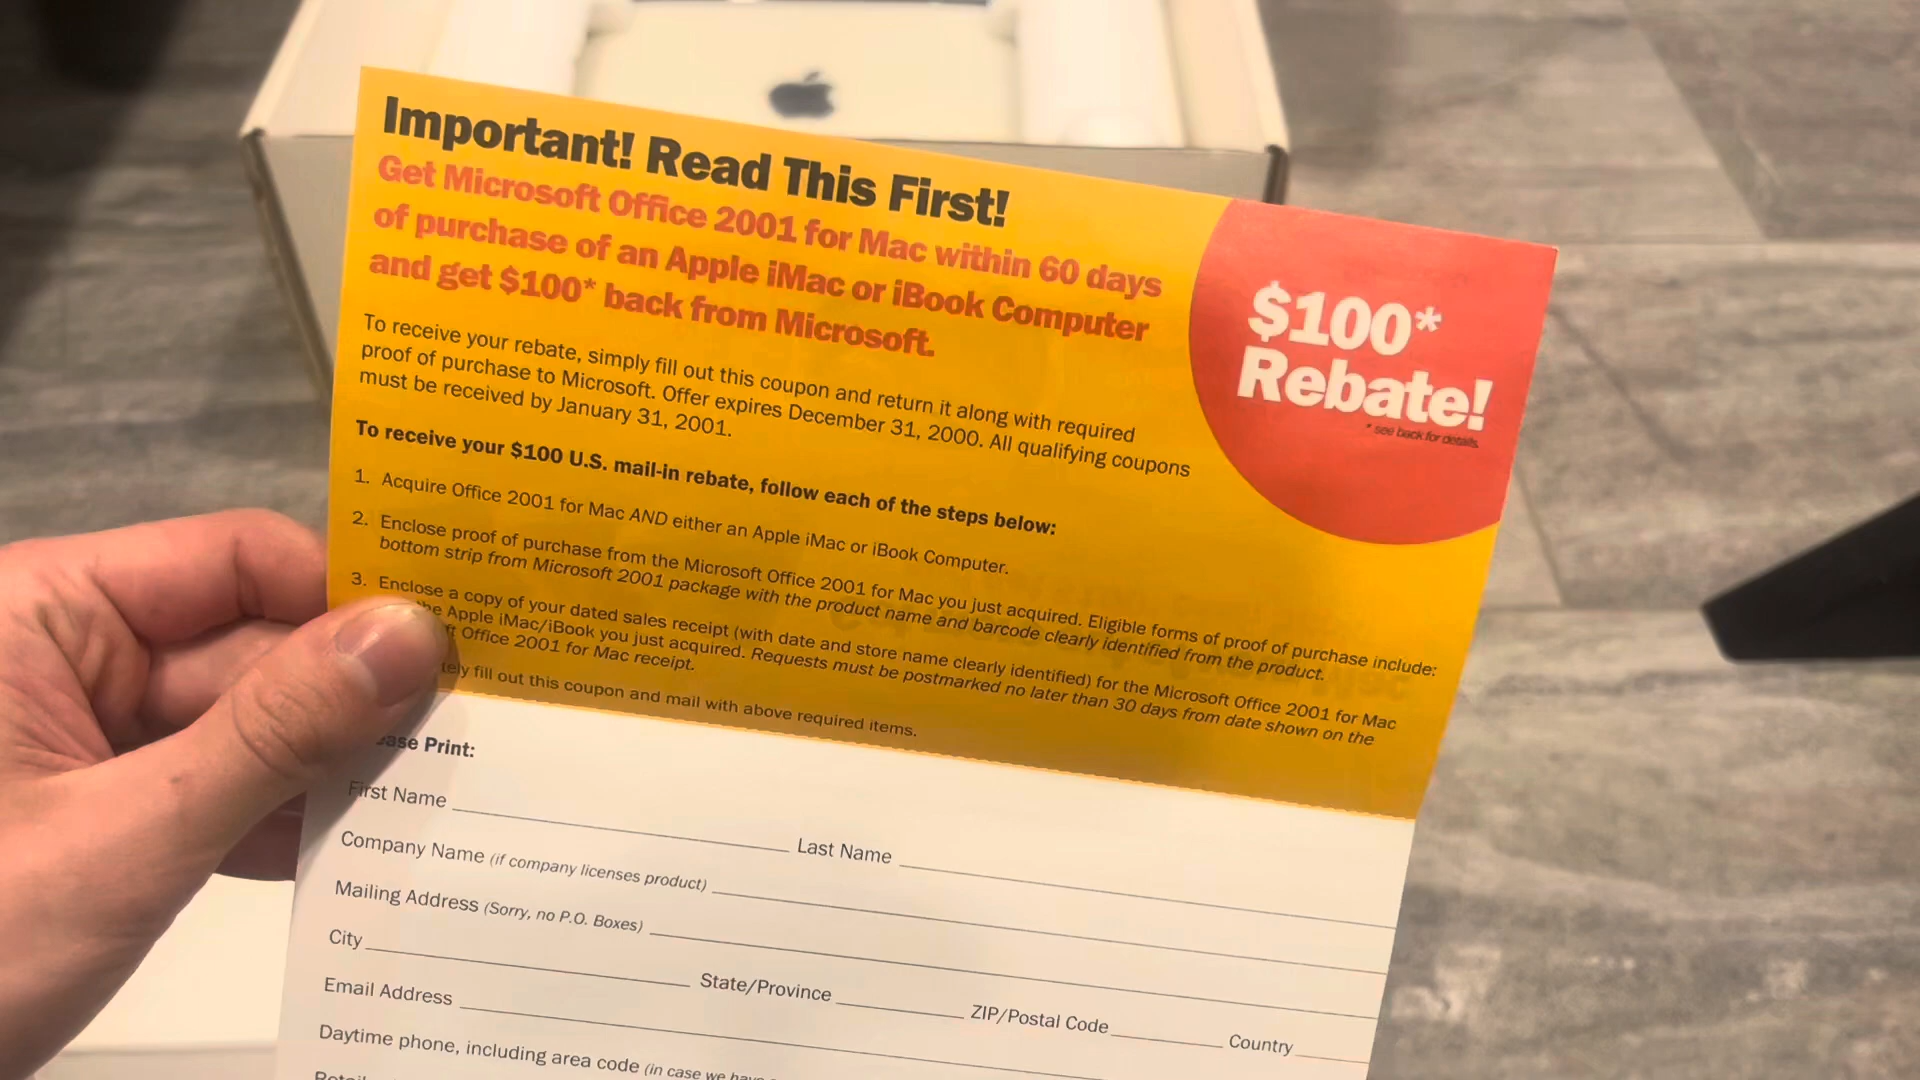 Important! Read This First!
Get Microsoft Office 2001 for Mac within 60 days
of purchase of an Apple iMac or iBook Computer
and get $100* back from Microsoft.
$100*
Rebate!
* see back for details.
To receive your rebate, simply fill out this coupon and return it along with required
proof of purchase to Microsoft. Offer expires December 31, 2000. All qualifying coupons
must be received by January 31, 2001.
To receive your $100 U.S. mail-in rebate, follow each of the steps below:
1. Acquire Office 2001 for Mac AND either an Apple iMac or iBook Computer.
2. Enclose proof of purchase from the Microsoft Office 2001 for Mac you just acquired. Eligible forms of proof of purchase include:
bottom strip from Microsoft 2001 package with the product name and barcode clearly identified from the product.
3. Enclose a copy of your dated sales receipt (with date and store name clearly identified) for the Microsoft Office 2001 for Mac
the Apple iMac/iBook you just acquired. Requests must be postmarked no later than 30 days from date shown on the
Office 2001 for Mac receipt.
fill out this coupon and mail with above required items.
Print:
First Name
Last Name
Company Name (if company licenses product)
Mailing Address (Sorry, no P.O. Boxes)
City
State/Province
ZIP/Postal Code
Country
Email Address
Daytime phone, including area code (in case we have